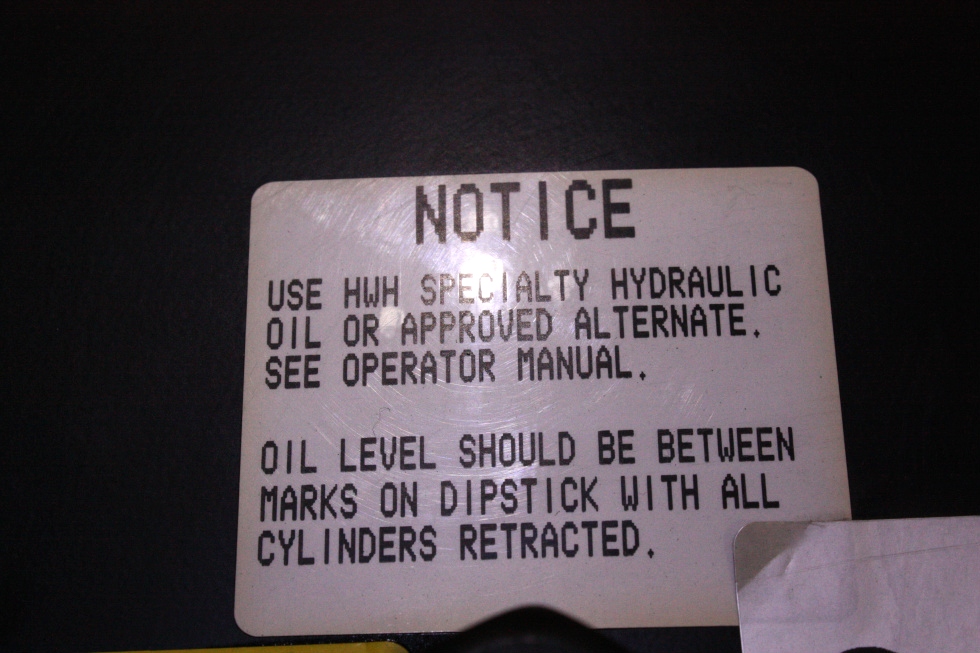 NOTICE
USE HWH SPECIALTY HYDRAULIC
OIL OR APPROVED ALTERNATE.
SEE OPERATOR MANUAL.
OIL LEVEL SHOULD BE BETWEEN
MARKS ON DIPSTICK WITH ALL
CYLINDERS RETRACTED.